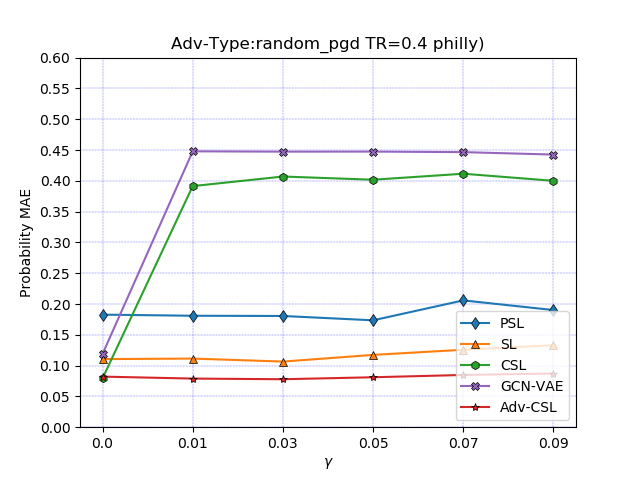 Adv-Type:random_pgd TR=0.4 philly)
Probability MAE
0.60
0.55
0.50
0.45
0.40
0.35
0.30
0.25
0.20
0.15
0.10
0.05
0.00
PSL
SL
CSL
GCN-VAE
Adv-CSL
0.0 0.01 0.03 0.05 0.07 0.09
γ